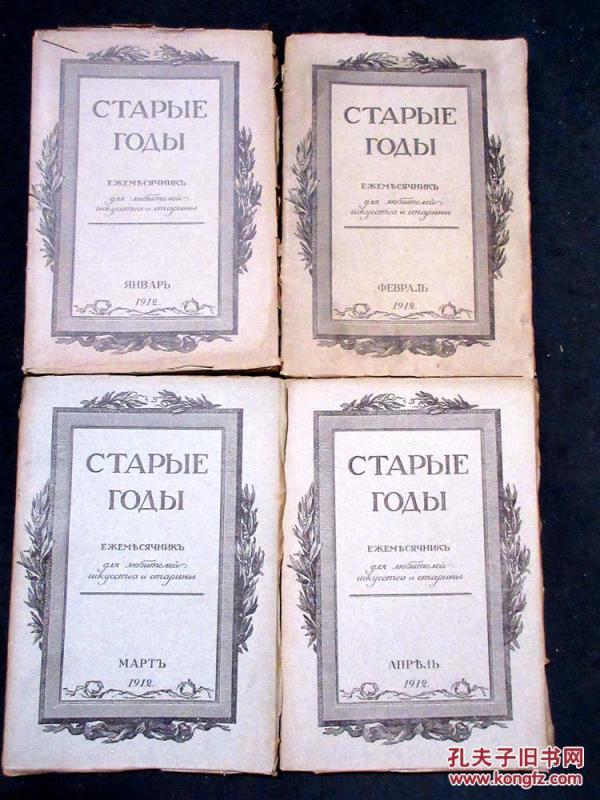 СТАРЫЕ
ГОДЫ
ЕЖЕМѢСЯЧНИКЪ
для любителей
искусства и старины
ЯНВАРЬ
1912
СТАРЫЕ
ГОДЫ
ЕЖЕМѢСЯЧНИКЪ
для любителей
искусства и старины
ФЕВРАЛЬ
1912
СТАРЫЕ
ГОДЫ
ЕЖЕМѢСЯЧНИКЪ
для любителей
искусства и старины
МАРТЪ
1912
СТАРЫЕ
ГОДЫ
ЕЖЕМѢСЯЧНИКЪ
для любителей
искусства и старины
АПРѢЛЬ
1912
孔夫子旧书网
www.kongfz.com